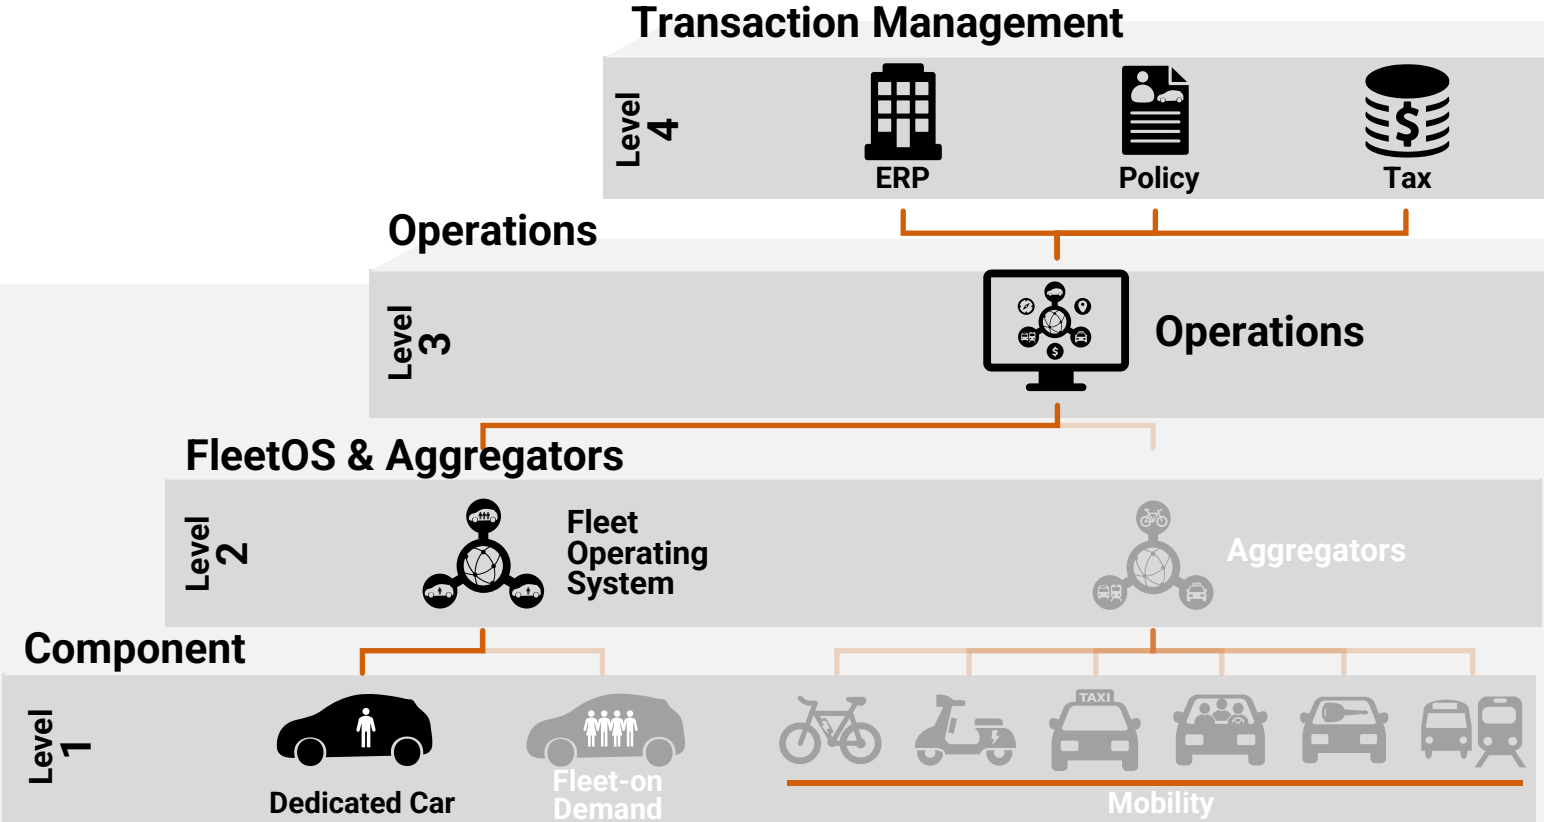 Transaction Management
Level
4
ERP
Policy
Tax
Operations
Level
3
Operations
FleetOS & Aggregators
Level
2
Fleet
Operating
System
Aggregators
Component
Level
1
Dedicated Car
Fleet-on
Demand
TAXI
Mobility
$
$